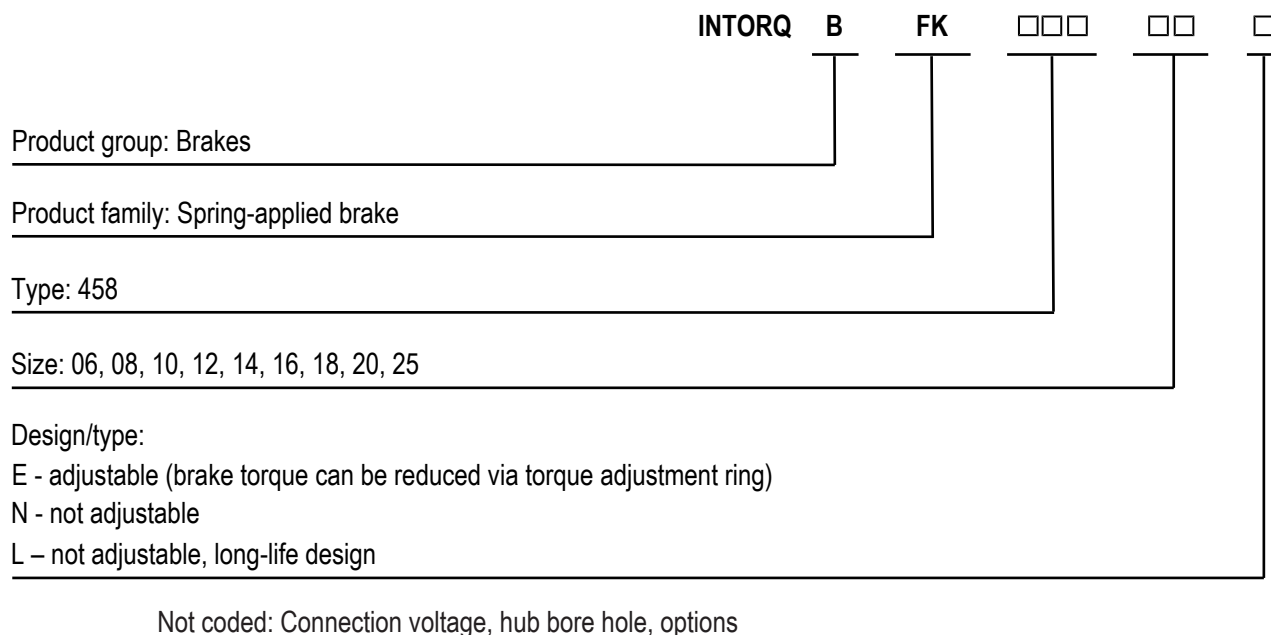 INTORQ B FK □□□ □□ □
Product group: Brakes
Product family: Spring-applied brake
Type: 458
Size: 06, 08, 10, 12, 14, 16, 18, 20, 25
Design/type:
E - adjustable (brake torque can be reduced via torque adjustment ring)
N - not adjustable
L – not adjustable, long-life design
Not coded: Connection voltage, hub bore hole, options